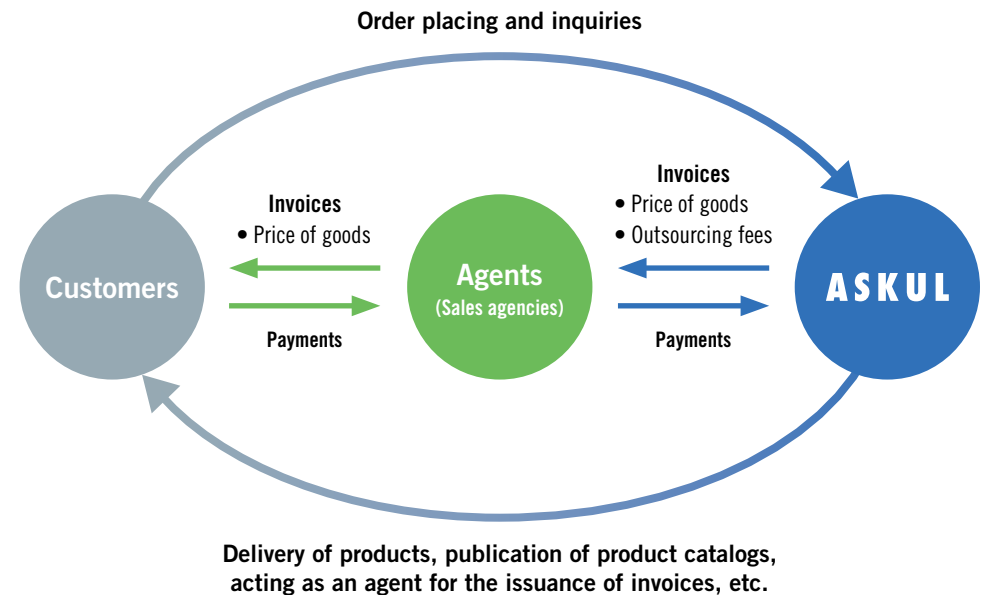 Order placing and inquiries
Invoices
• Price of goods
Invoices
• Price of goods
• Outsourcing fees
Customers
Agents
(Sales agencies)
ASKUL
Payments
Payments
Delivery of products, publication of product catalogs,
acting as an agent for the issuance of invoices, etc.